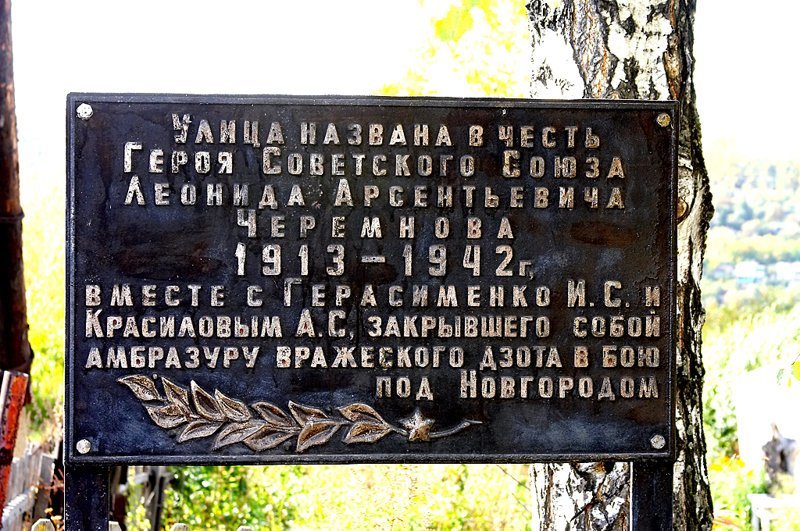 Улица названа в честь
Героя Советского Союза
Леонида Арсентьевича
Черемнова
1913-1942г,
вместе с Герасименко И.С. и
Красиловым А.С, закрывшего собой
амбразуру вражеского дзота в бою
под Новгородом